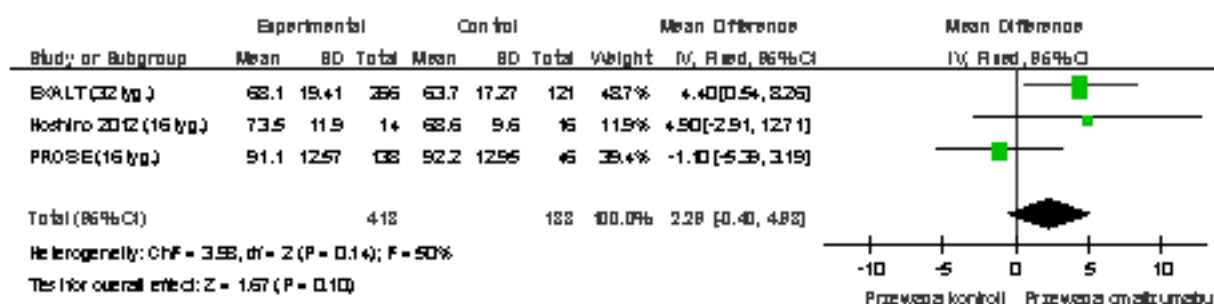 Experimental Control Mean Difference Mean Difference
Study or Subgroup Mean SD Total Mean SD Total Weight IV, Fixed, 95% CI IV, Fixed, 95% CI
EXALT (32 tyg.) 68.1 19.41 266 63.7 17.27 121 48.7% 4.40 [0.54, 8.26]
Hoshino 2012 (16 tyg.) 73.5 11.9 14 68.6 9.6 16 11.9% 4.90 [-2.91, 12.71]
PROSE (16 tyg.) 91.1 12.57 138 92.2 12.95 46 39.4% -1.10 [-5.39, 3.19]
Total (95% CI) 418 183 100.0% 2.29 [-0.40, 4.98]
Heterogeneity: Chi² = 3.98, df = 2 (P = 0.14); I² = 50%
Test for overall effect: Z = 1.67 (P = 0.10)
-10 -5 0 5 10
Przewaga kontroli Przewaga omalizumabu